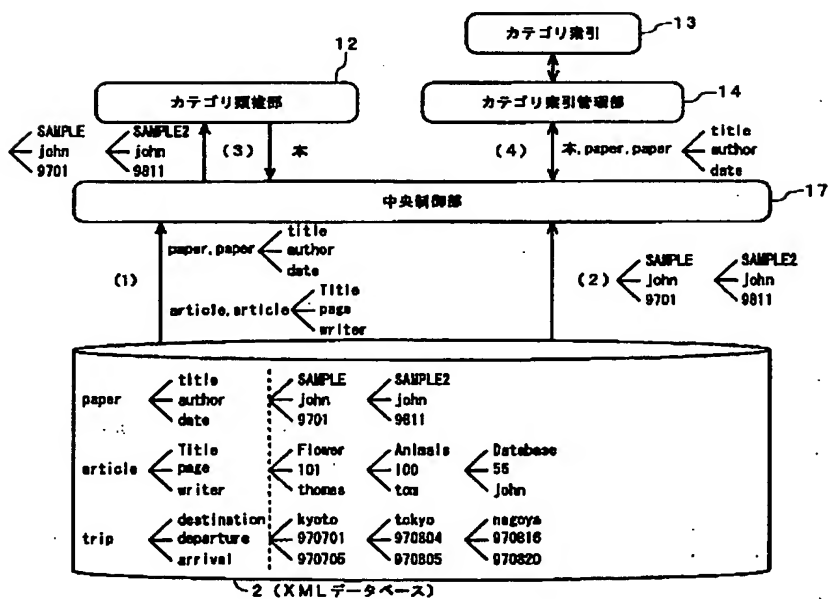 カテゴリ索引
13
12
カテゴリ類推部
カテゴリ索引管理部
14
SAMPLE
john
9701
SAMPLE2
john
9811
(3)
本
(4)
本, paper, paper
title
author
date
中央制御部
17
(1)
paper, paper
title
author
date
article, article
Title
page
writer
(2)
SAMPLE
john
9701
SAMPLE2
john
9811
paper
title
author
date
SAMPLE
john
9701
SAMPLE2
john
9811
article
Title
page
writer
Flower
101
thomas
Animals
100
tom
Database
55
john
trip
destination
departure
arrival
kyoto
970701
970705
tokyo
970804
970805
nagoya
970816
970820
2 (XMLデータベース)